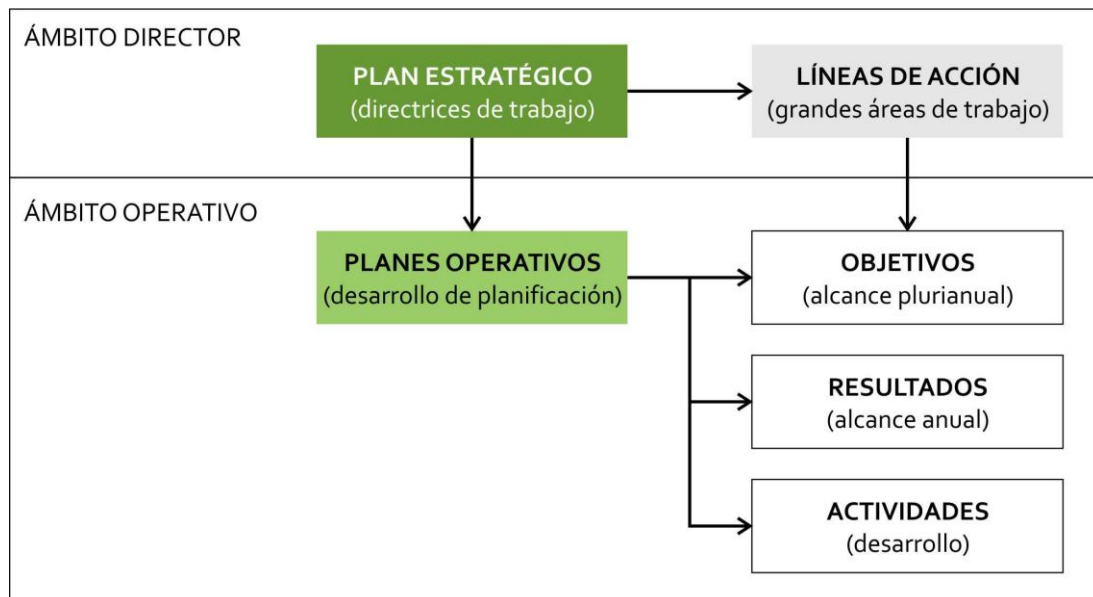 ÁMBITO DIRECTOR
PLAN ESTRATÉGICO
(directrices de trabajo)
LÍNEAS DE ACCIÓN
(grandes áreas de trabajo)
ÁMBITO OPERATIVO
PLANES OPERATIVOS
(desarrollo de planificación)
OBJETIVOS
(alcance plurianual)
RESULTADOS
(alcance anual)
ACTIVIDADES
(desarrollo)